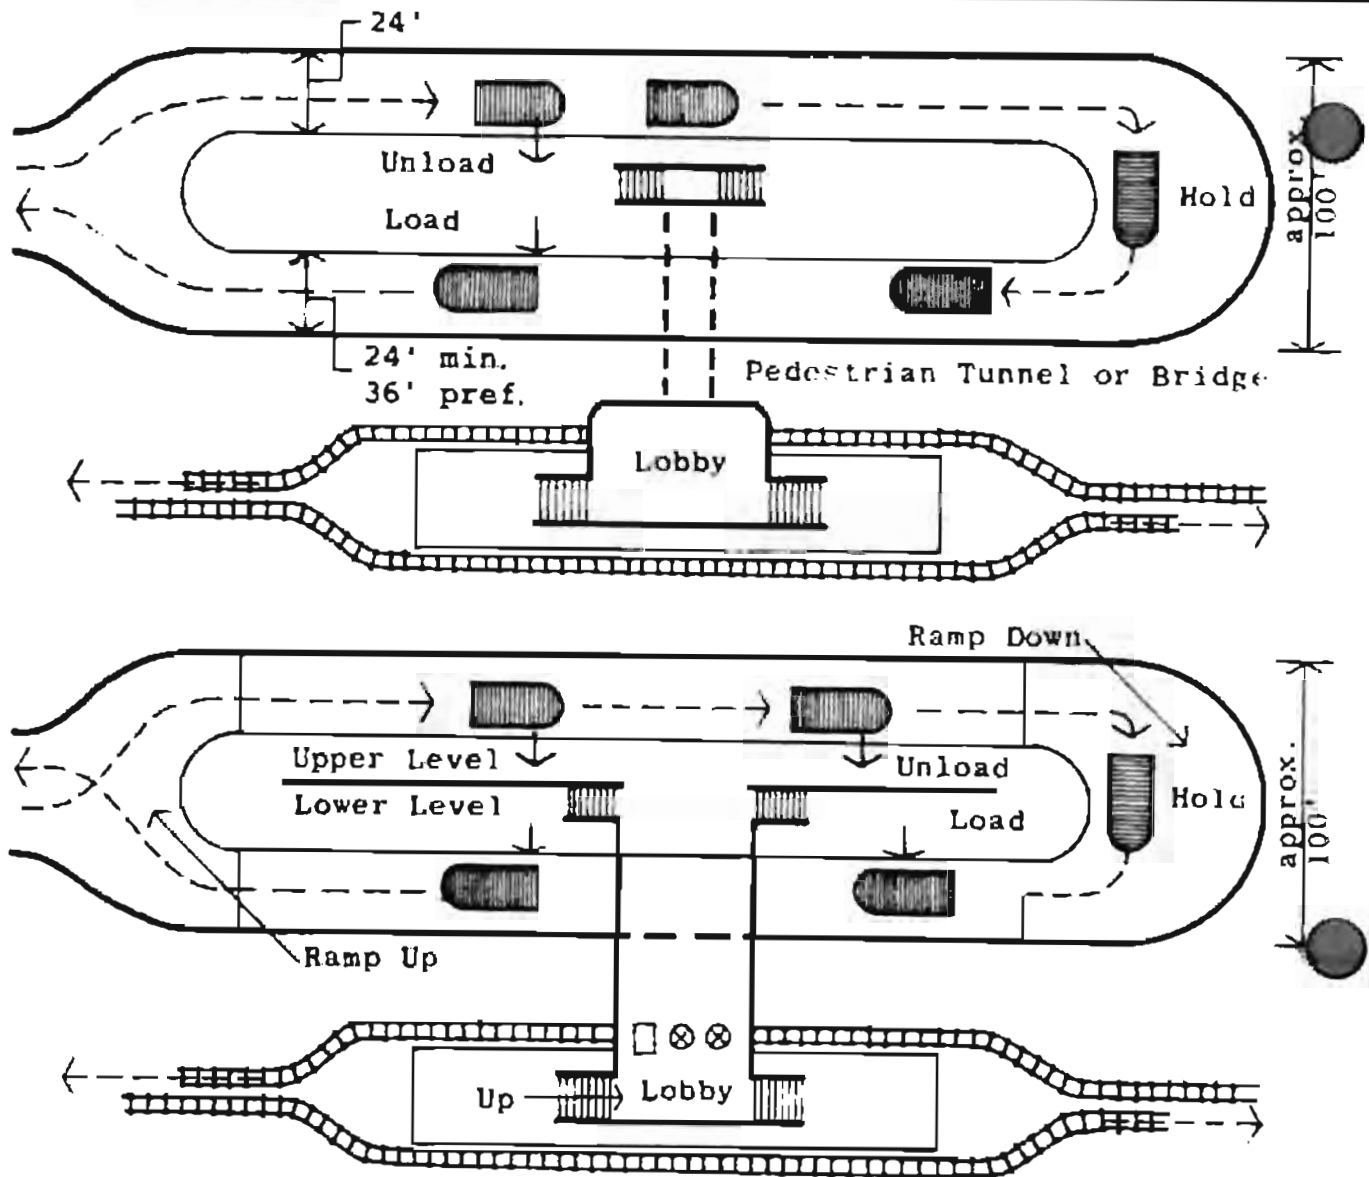 24'
Unload
Load
Hold
approx.
100'
24' min.
36' pref.
Pedestrian Tunnel or Bridge
Lobby
Ramp Down
Upper Level
Unload
Lower Level
Load
Hold
approx.
100'
Ramp Up
Up
Lobby